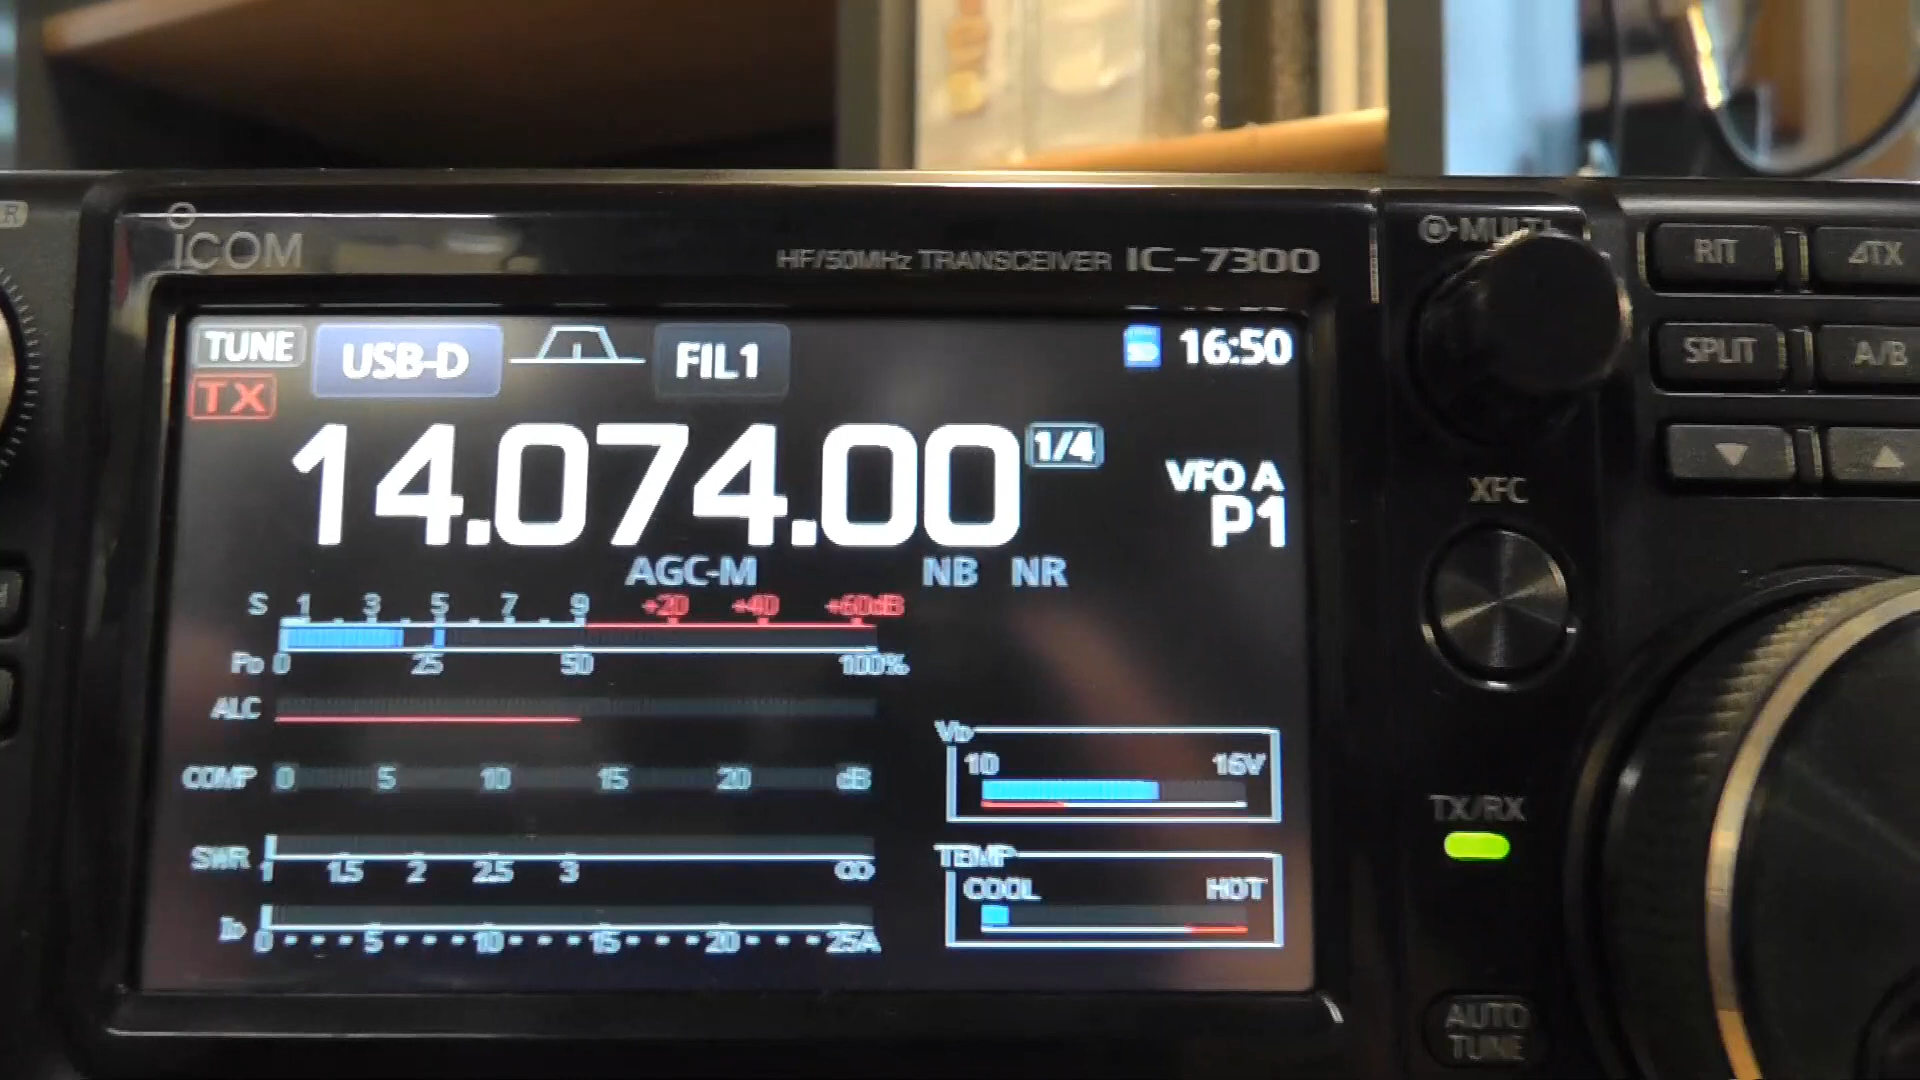 ICOM
HF/50MHz TRANSCEIVER IC-7300
MULTI
RIT
⊿TX
TUNE
USB-D
FIL1
16:50
SPLIT
A/B
TX
14.074.00
1/4
VFO A
P1
▼
▲
XFC
AGC-M
NB
NR
S 1 3 5 7 9 +20 +40 +60dB
Po 0 25 50 100%
ALC
COMP 0 5 10 15 20 dB
SWR 1 1.5 2 2.5 3 ∞
ID 0 5 10 15 20 25A
VD
10 16V
TEMP
COOL HOT
TX/RX
AUTO
TUNE